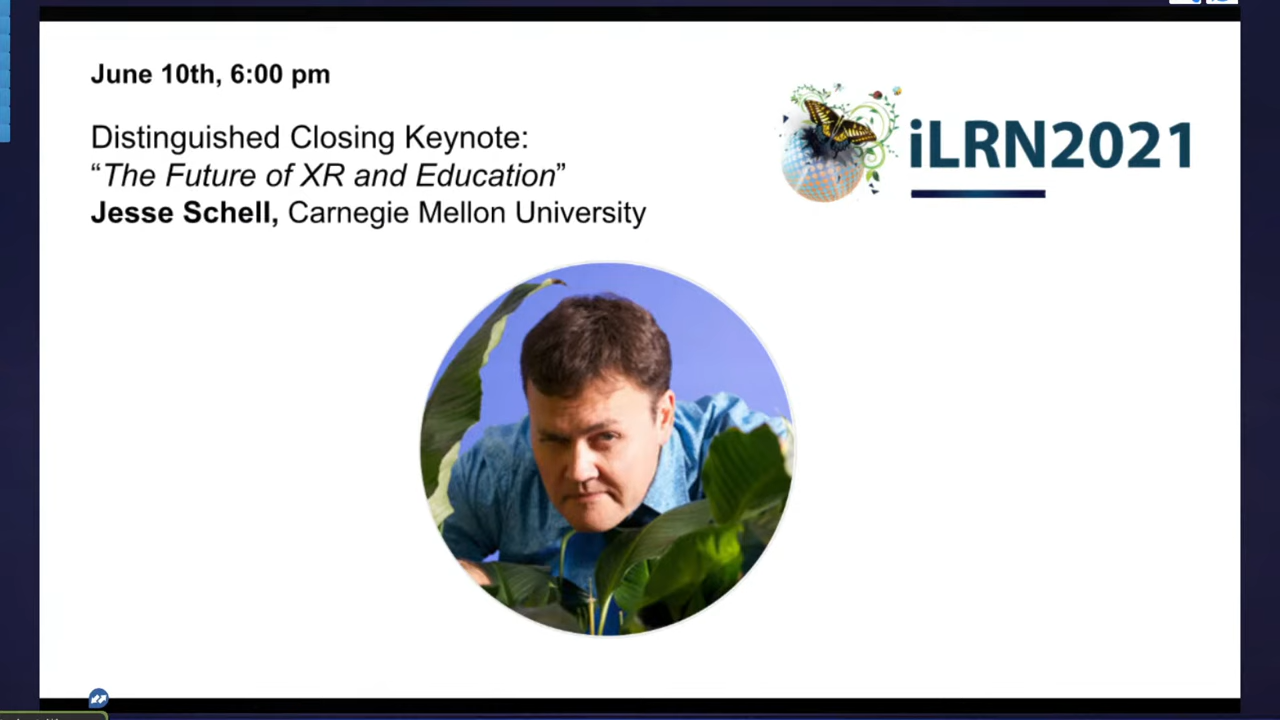 June 10th, 6:00 pm
Distinguished Closing Keynote:
“The Future of XR and Education”
Jesse Schell, Carnegie Mellon University
iLRN2021